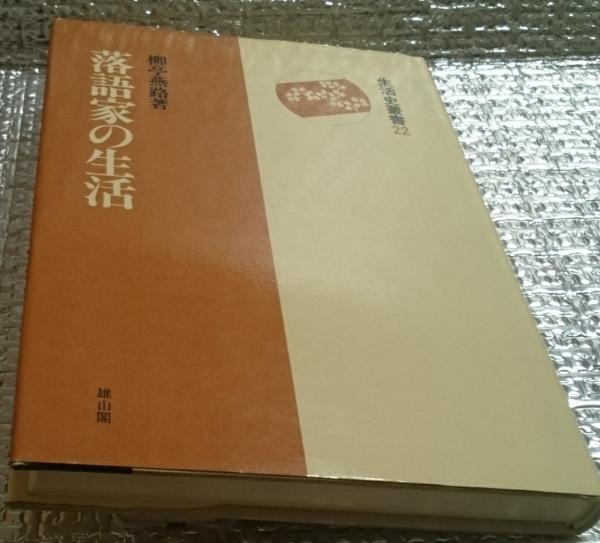 生活史叢書22
柳亭燕路著
落語家の生活
雄山閣